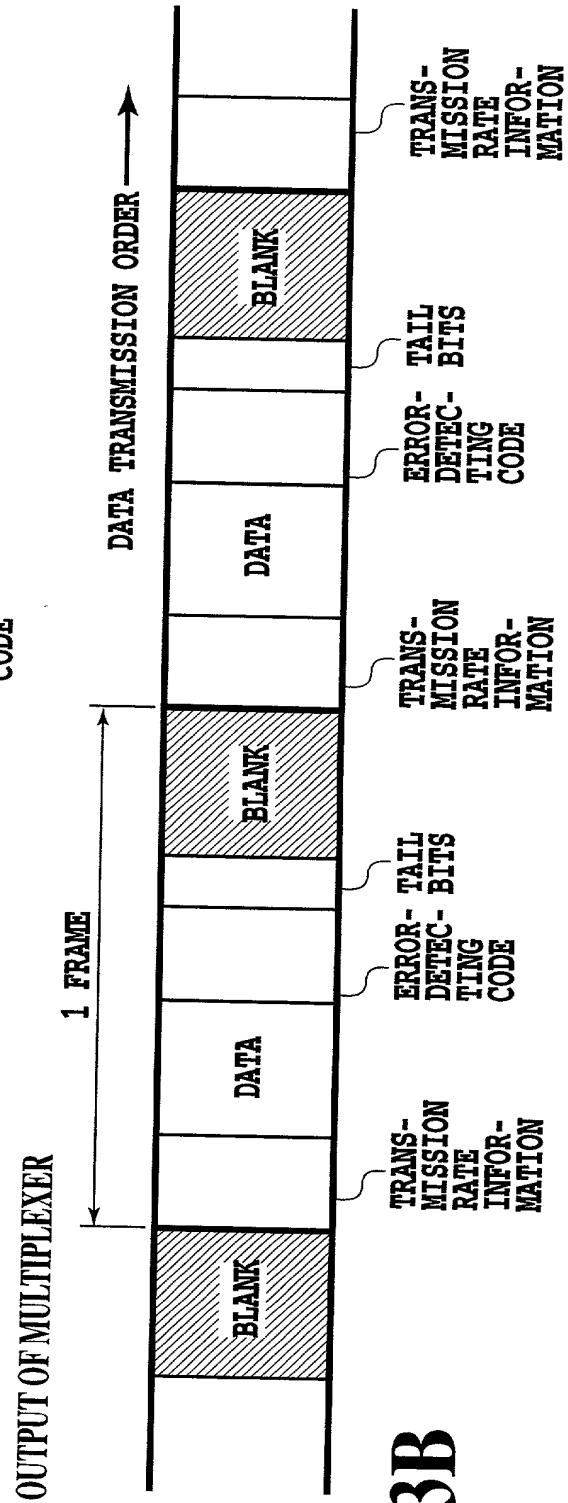 CODE
OUTPUT OF MULTIPLEXER
1 FRAME
DATA TRANSMISSION ORDER
BLANK
DATA
BLANK
DATA
BLANK
TRANS-
MISSION
RATE
INFOR-
MATION
ERROR-
DETEC-
TING
CODE
TAIL
BITS
TRANS-
MISSION
RATE
INFOR-
MATION
ERROR-
DETEC-
TING
CODE
TAIL
BITS
TRANS-
MISSION
RATE
INFOR-
MATION
3B